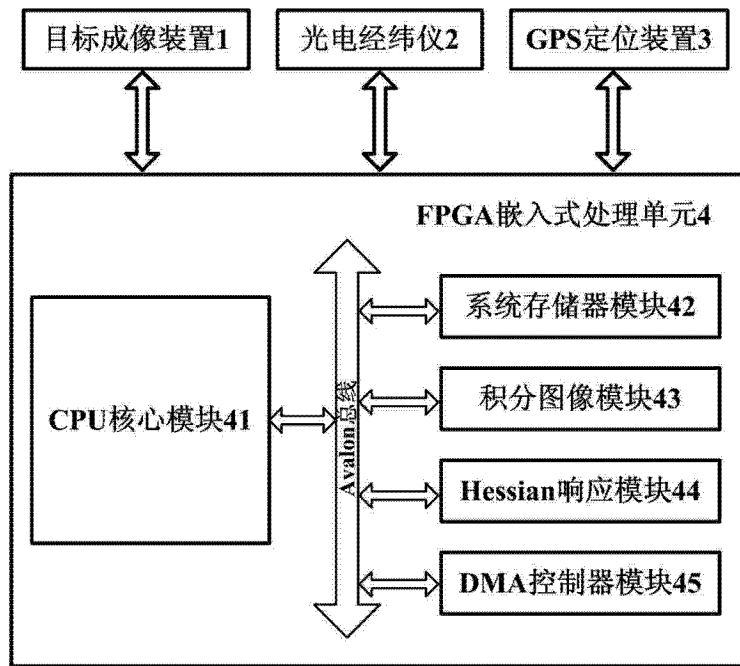 目标成像装置1
光电经纬仪2
GPS定位装置3
FPGA嵌入式处理单元4
CPU核心模块41
Avalon总线
系统存储器模块42
积分图像模块43
Hessian响应模块44
DMA控制器模块45